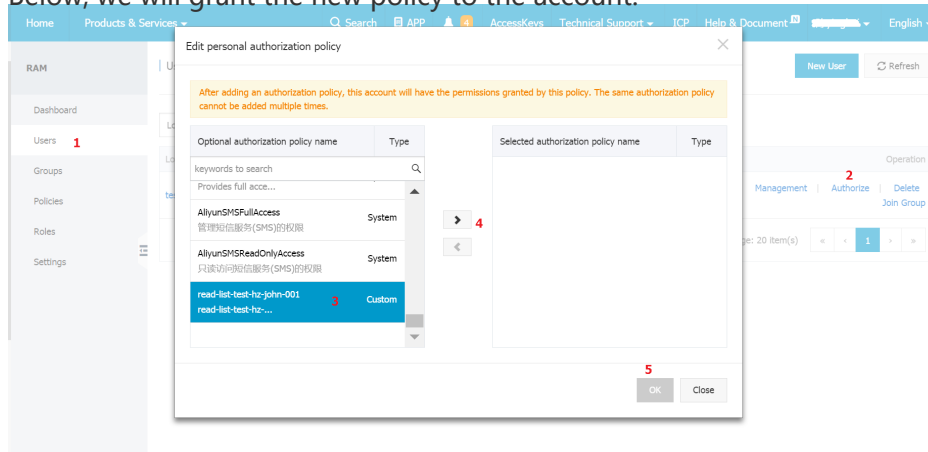 Below, we will grant the new policy to the account.
Home Products & Services Search APP 4 AccessKeys Technical Support ICP Help & Document N English
Edit personal authorization policy
RAM
New User Refresh
After adding an authorization policy, this account will have the permissions granted by this policy. The same authorization policy
cannot be added multiple times.
Dashboard
Users 1
Optional authorization policy name Type
Selected authorization policy name Type
keywords to search
Operation
Groups
Provides full acce...
2
Management Authorize Delete
Join Group
Policies
AliyunSMSFullAccess System
管理短信服务(SMS)的权限
4
Roles
AliyunSMSReadOnlyAccess System
只读访问短信服务(SMS)的权限
20 item(s) « ‹ 1 › »
Settings
read-list-test-hz-john-001 3 Custom
read-list-test-hz-...
5
OK Close